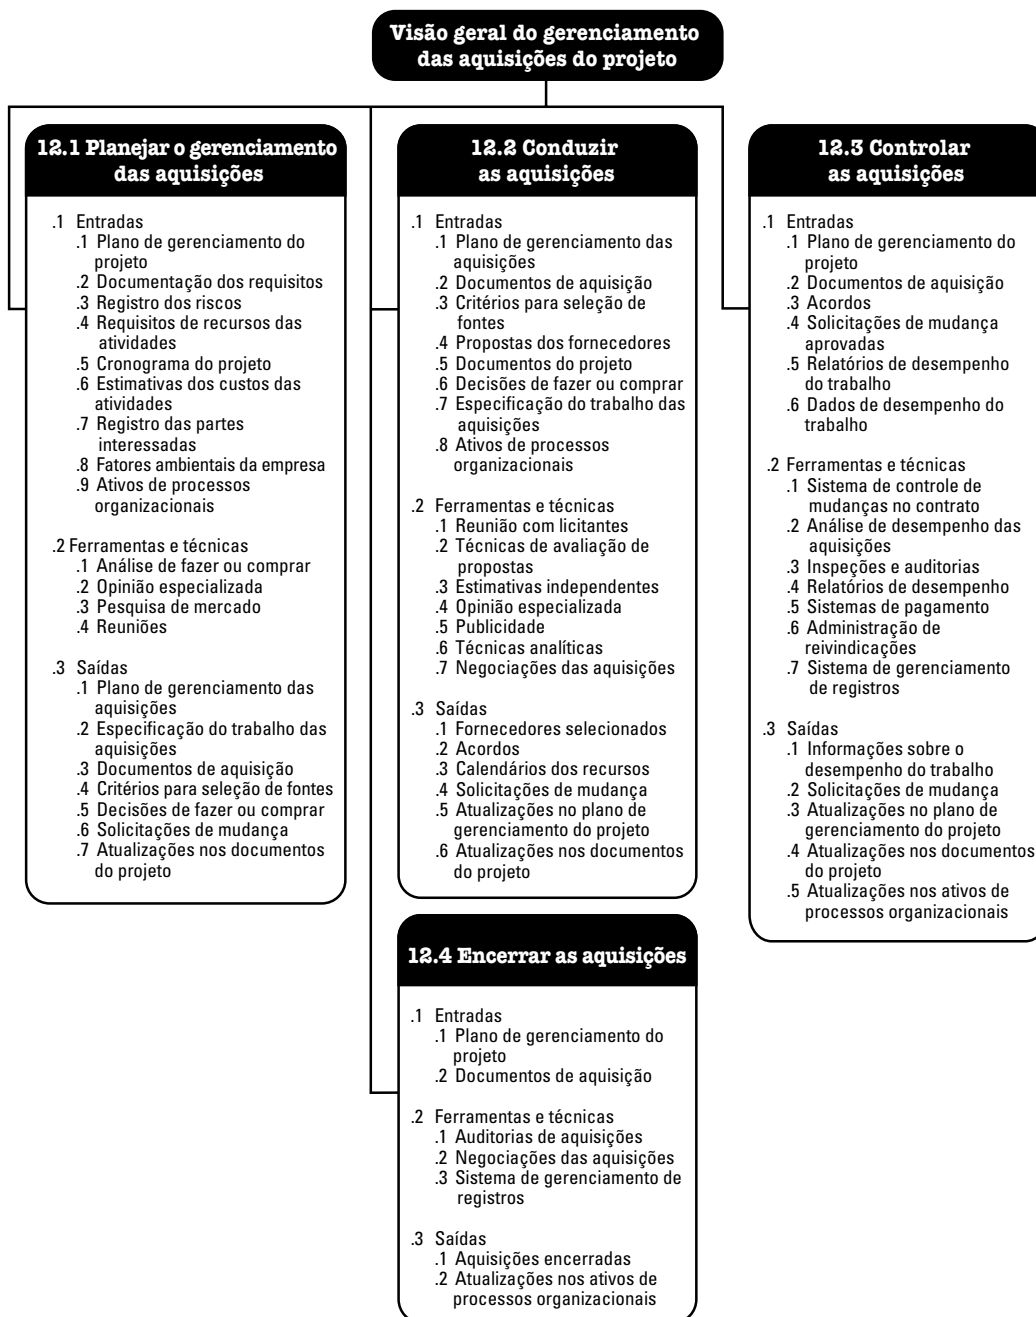 Visão geral do gerenciamento
das aquisições do projeto
12.1 Planejar o gerenciamento
das aquisições
.1 Entradas
.1 Plano de gerenciamento do
projeto
.2 Documentação dos requisitos
.3 Registro dos riscos
.4 Requisitos de recursos das
atividades
.5 Cronograma do projeto
.6 Estimativas dos custos das
atividades
.7 Registro das partes
interessadas
.8 Fatores ambientais da empresa
.9 Ativos de processos
organizacionais
.2 Ferramentas e técnicas
.1 Análise de fazer ou comprar
.2 Opinião especializada
.3 Pesquisa de mercado
.4 Reuniões
.3 Saídas
.1 Plano de gerenciamento das
aquisições
.2 Especificação do trabalho das
aquisições
.3 Documentos de aquisição
.4 Critérios para seleção de fontes
.5 Decisões de fazer ou comprar
.6 Solicitações de mudança
.7 Atualizações nos documentos
do projeto
12.2 Conduzir
as aquisições
.1 Entradas
.1 Plano de gerenciamento das
aquisições
.2 Documentos de aquisição
.3 Critérios para seleção de
fontes
.4 Propostas dos fornecedores
.5 Documentos do projeto
.6 Decisões de fazer ou comprar
.7 Especificação do trabalho das
aquisições
.8 Ativos de processos
organizacionais
.2 Ferramentas e técnicas
.1 Reunião com licitantes
.2 Técnicas de avaliação de
propostas
.3 Estimativas independentes
.4 Opinião especializada
.5 Publicidade
.6 Técnicas analíticas
.7 Negociações das aquisições
.3 Saídas
.1 Fornecedores selecionados
.2 Acordos
.3 Calendários dos recursos
.4 Solicitações de mudança
.5 Atualizações no plano de
gerenciamento do projeto
.6 Atualizações nos documentos
do projeto
12.3 Controlar
as aquisições
.1 Entradas
.1 Plano de gerenciamento do
projeto
.2 Documentos de aquisição
.3 Acordos
.4 Solicitações de mudança
aprovadas
.5 Relatórios de desempenho
do trabalho
.6 Dados de desempenho do
trabalho
.2 Ferramentas e técnicas
.1 Sistema de controle de
mudanças no contrato
.2 Análise de desempenho das
aquisições
.3 Inspeções e auditorias
.4 Relatórios de desempenho
.5 Sistemas de pagamento
.6 Administração de
reivindicações
.7 Sistema de gerenciamento
de registros
.3 Saídas
.1 Informações sobre o
desempenho do trabalho
.2 Solicitações de mudança
.3 Atualizações no plano de
gerenciamento do projeto
.4 Atualizações nos documentos
do projeto
.5 Atualizações nos ativos de
processos organizacionais
12.4 Encerrar as aquisições
.1 Entradas
.1 Plano de gerenciamento do
projeto
.2 Documentos de aquisição
.2 Ferramentas e técnicas
.1 Auditorias de aquisições
.2 Negociações das aquisições
.3 Sistema de gerenciamento de
registros
.3 Saídas
.1 Aquisições encerradas
.2 Atualizações nos ativos de
processos organizacionais